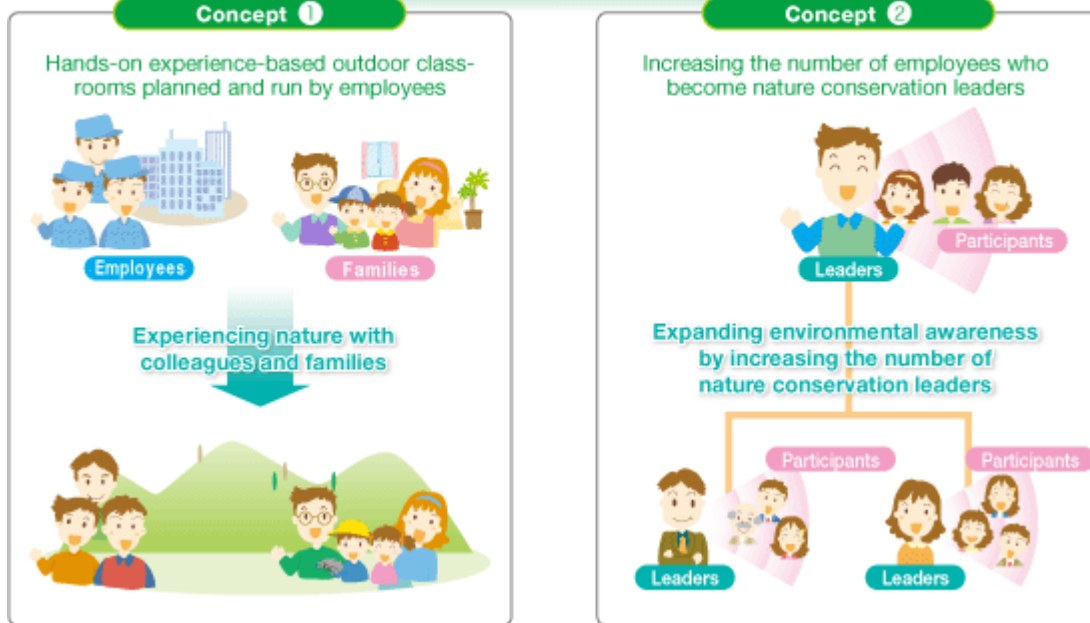 Concept ❶
Hands-on experience-based outdoor class-
rooms planned and run by employees
Employees
Families
Experiencing nature with
colleagues and families
Concept ❷
Increasing the number of employees who
become nature conservation leaders
Participants
Leaders
Expanding environmental awareness
by increasing the number of
nature conservation leaders
Participants
Participants
Leaders
Leaders